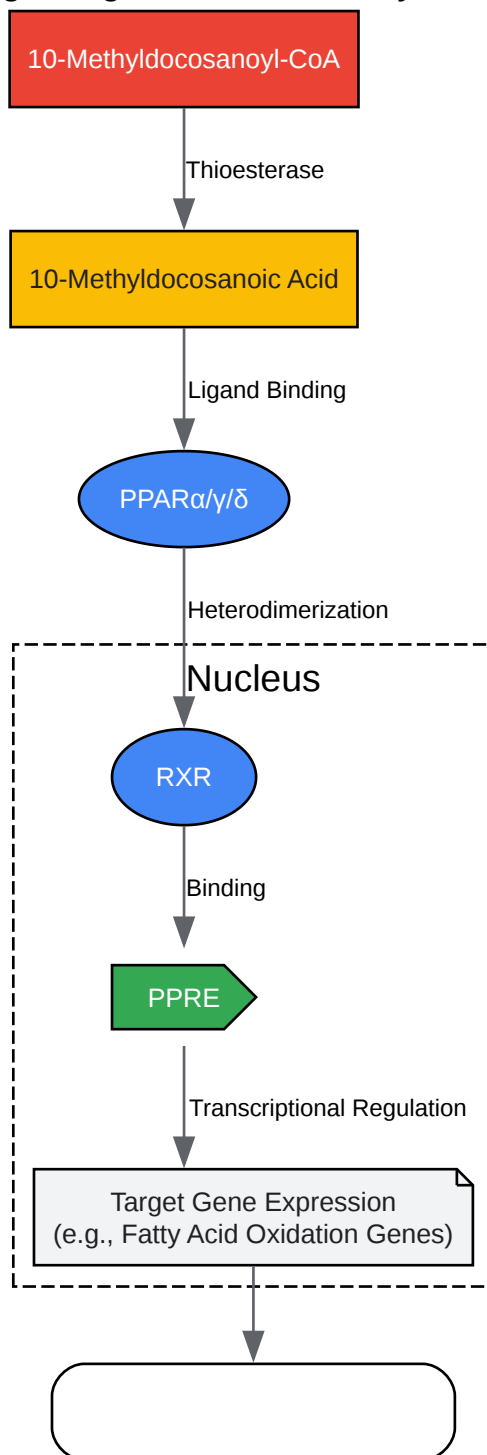 10-Methyldocosanoyl-CoA
Thioesterase
10-Methyldocosanoic Acid
Ligand Binding
PPARα/γ/δ
Heterodimerization
Nucleus
RXR
Binding
PPRE
Transcriptional Regulation
Target Gene Expression
(e.g., Fatty Acid Oxidation Genes)